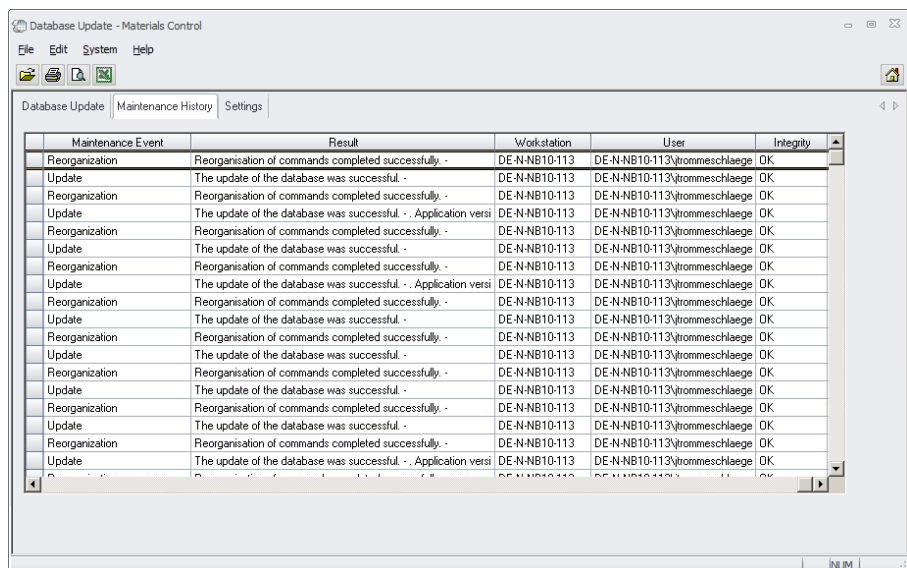 Database Update - Materials Control
File Edit System Help
Database Update Maintenance History Settings
Maintenance Event Result Workstation User Integrity
Reorganization Reorganisation of commands completed successfully. - DE-N-NB10-113 DE-N-NB10-113\jtrommeschlaege OK
Update The update of the database was successful. - DE-N-NB10-113 DE-N-NB10-113\jtrommeschlaege OK
Reorganization Reorganisation of commands completed successfully. - DE-N-NB10-113 DE-N-NB10-113\jtrommeschlaege OK
Update The update of the database was successful. - . Application versi DE-N-NB10-113 DE-N-NB10-113\jtrommeschlaege OK
Reorganization Reorganisation of commands completed successfully. - DE-N-NB10-113 DE-N-NB10-113\jtrommeschlaege OK
Update The update of the database was successful. - DE-N-NB10-113 DE-N-NB10-113\jtrommeschlaege OK
Reorganization Reorganisation of commands completed successfully. - DE-N-NB10-113 DE-N-NB10-113\jtrommeschlaege OK
Update The update of the database was successful. - . Application versi DE-N-NB10-113 DE-N-NB10-113\jtrommeschlaege OK
Reorganization Reorganisation of commands completed successfully. - DE-N-NB10-113 DE-N-NB10-113\jtrommeschlaege OK
Update The update of the database was successful. - DE-N-NB10-113 DE-N-NB10-113\jtrommeschlaege OK
Reorganization Reorganisation of commands completed successfully. - DE-N-NB10-113 DE-N-NB10-113\jtrommeschlaege OK
Update The update of the database was successful. - DE-N-NB10-113 DE-N-NB10-113\jtrommeschlaege OK
Reorganization Reorganisation of commands completed successfully. - DE-N-NB10-113 DE-N-NB10-113\jtrommeschlaege OK
Update The update of the database was successful. - DE-N-NB10-113 DE-N-NB10-113\jtrommeschlaege OK
Reorganization Reorganisation of commands completed successfully. - DE-N-NB10-113 DE-N-NB10-113\jtrommeschlaege OK
Update The update of the database was successful. - DE-N-NB10-113 DE-N-NB10-113\jtrommeschlaege OK
Reorganization Reorganisation of commands completed successfully. - DE-N-NB10-113 DE-N-NB10-113\jtrommeschlaege OK
Update The update of the database was successful. - . Application versi DE-N-NB10-113 DE-N-NB10-113\jtrommeschlaege OK
NUM